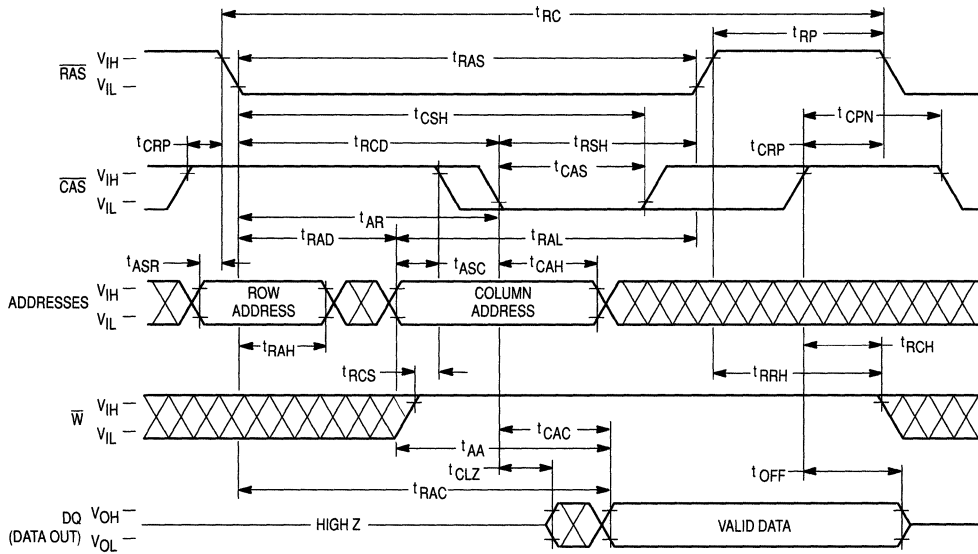 tRC
tRP
RAS VIH
VIL
tRAS
tCSH
tCPN
tCRP
tRCD
tRSH
tCRP
tCAS
CAS VIH
VIL
tAR
tRAD
tRAL
tASR
tASC
tCAH
ADDRESSES VIH
VIL
ROW ADDRESS
COLUMN ADDRESS
tRAH
tRCH
tRCS
tRRH
W VIH
VIL
tCAC
tAA
tCLZ
tOFF
tRAC
DQ (DATA OUT) VOH
VOL
HIGH Z
VALID DATA